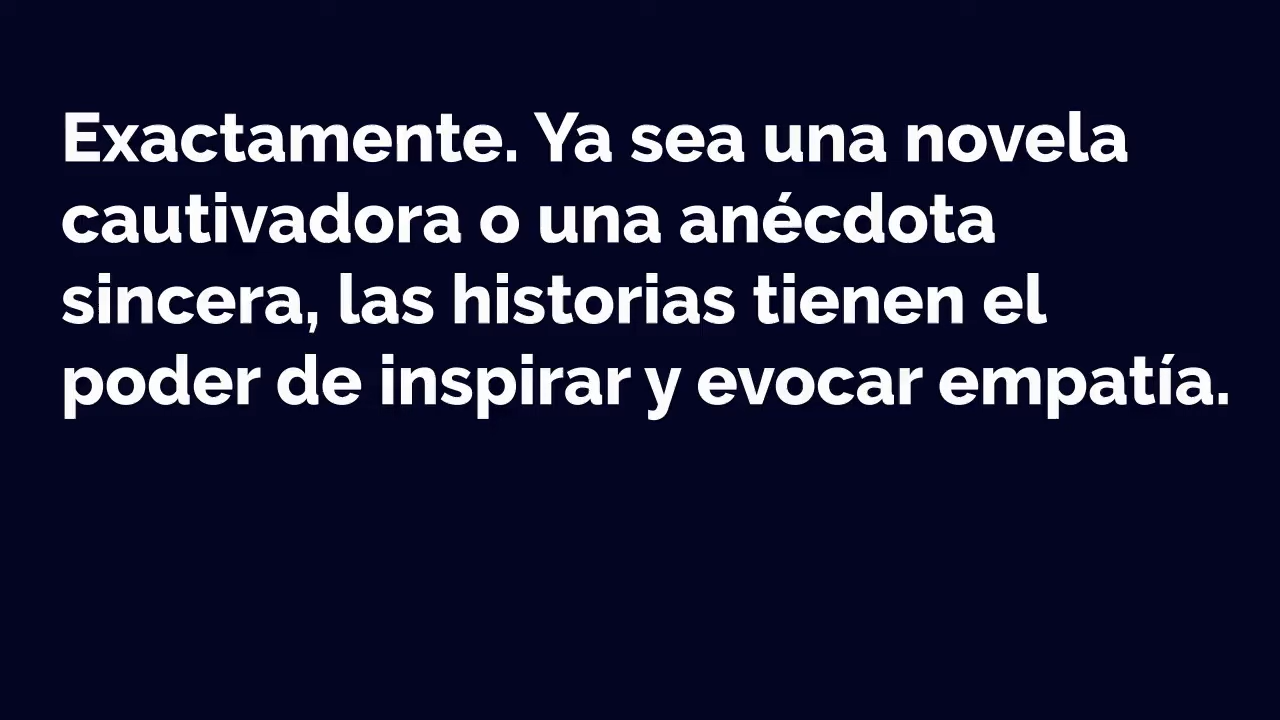 Exactamente. Ya sea una novela
cautivadora o una anécdota
sincera, las historias tienen el
poder de inspirar y evocar empatía.